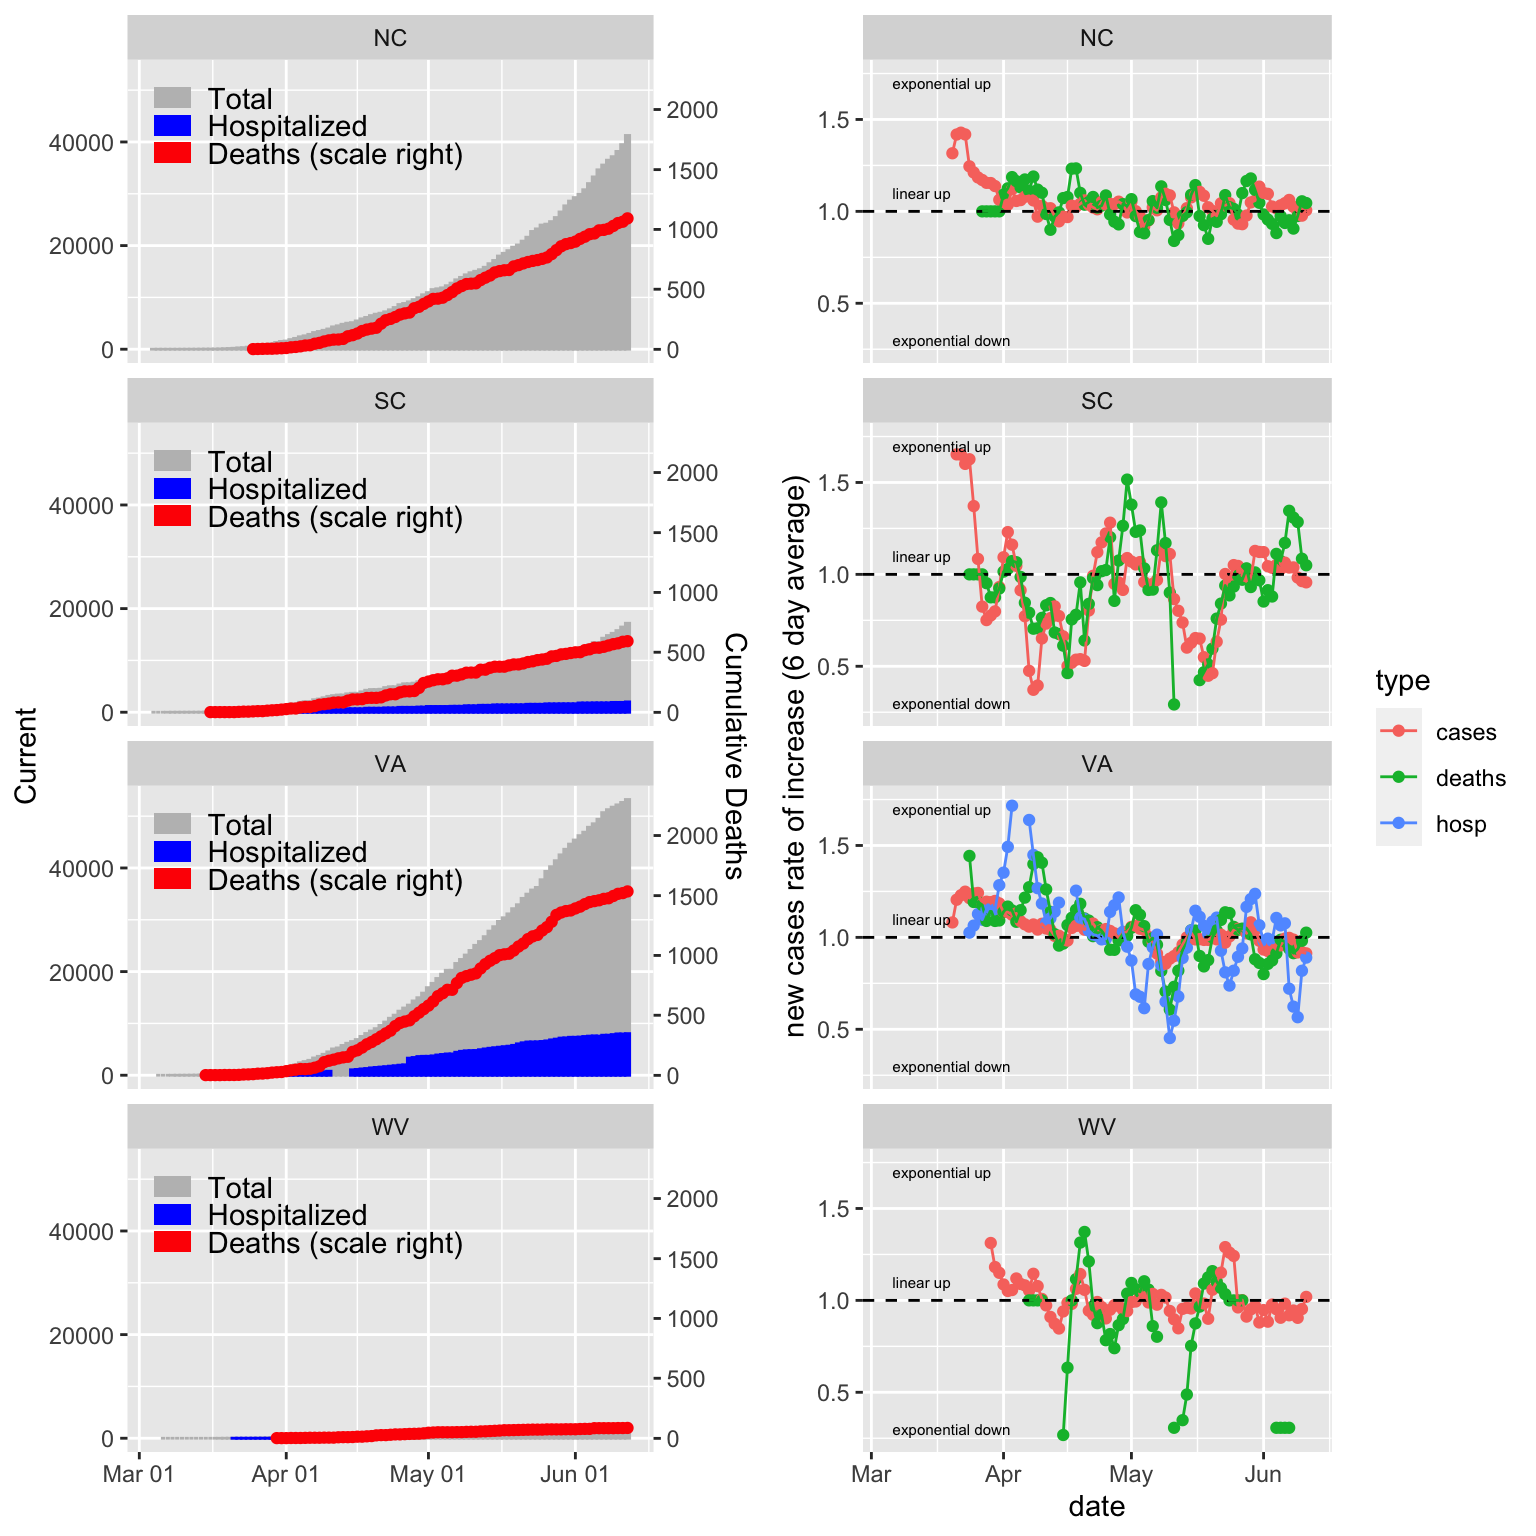 NC
Total
Hospitalized
Deaths (scale right)
40000
20000
0
2000
1500
1000
500
0
SC
Total
Hospitalized
Deaths (scale right)
40000
20000
0
2000
1500
1000
500
0
VA
Total
Hospitalized
Deaths (scale right)
40000
20000
0
2000
1500
1000
500
0
WV
Total
Hospitalized
Deaths (scale right)
40000
20000
0
2000
1500
1000
500
0
Mar 01
Apr 01
May 01
Jun 01
Current
Cumulative Deaths
NC
exponential up
linear up
exponential down
1.5
1.0
0.5
SC
exponential up
linear up
exponential down
1.5
1.0
0.5
VA
exponential up
linear up
exponential down
1.5
1.0
0.5
WV
exponential up
linear up
exponential down
1.5
1.0
0.5
Mar
Apr
May
Jun
date
new cases rate of increase (6 day average)
type
cases
deaths
hosp